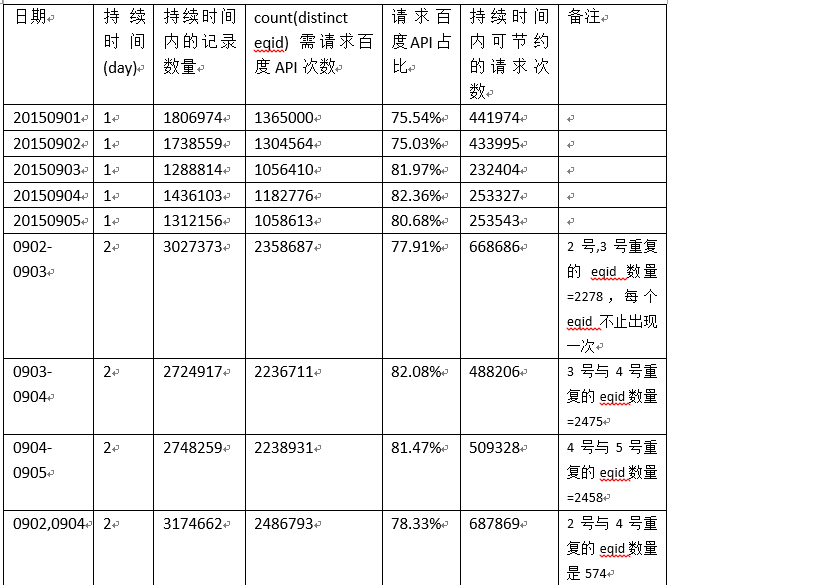 日期 持续时间(day) 持续时间内的记录数量 count(distinct eqid) 需请求百度 API 次数 请求百度API占比 持续时间内可节约的请求次数 备注
20150901 1 1806974 1365000 75.54% 441974
20150902 1 1738559 1304564 75.03% 433995
20150903 1 1288814 1056410 81.97% 232404
20150904 1 1436103 1182776 82.36% 253327
20150905 1 1312156 1058613 80.68% 253543
0902-0903 2 3027373 2358687 77.91% 668686 2 号,3 号重复的 eqid 数量=2278，每个 eqid 不止出现一次
0903-0904 2 2724917 2236711 82.08% 488206 3 号与 4 号重复的 eqid 数量=2475
0904-0905 2 2748259 2238931 81.47% 509328 4 号与 5 号重复的 eqid 数量=2458
0902,0904 2 3174662 2486793 78.33% 687869 2 号与 4 号重复的 eqid 数量是 574